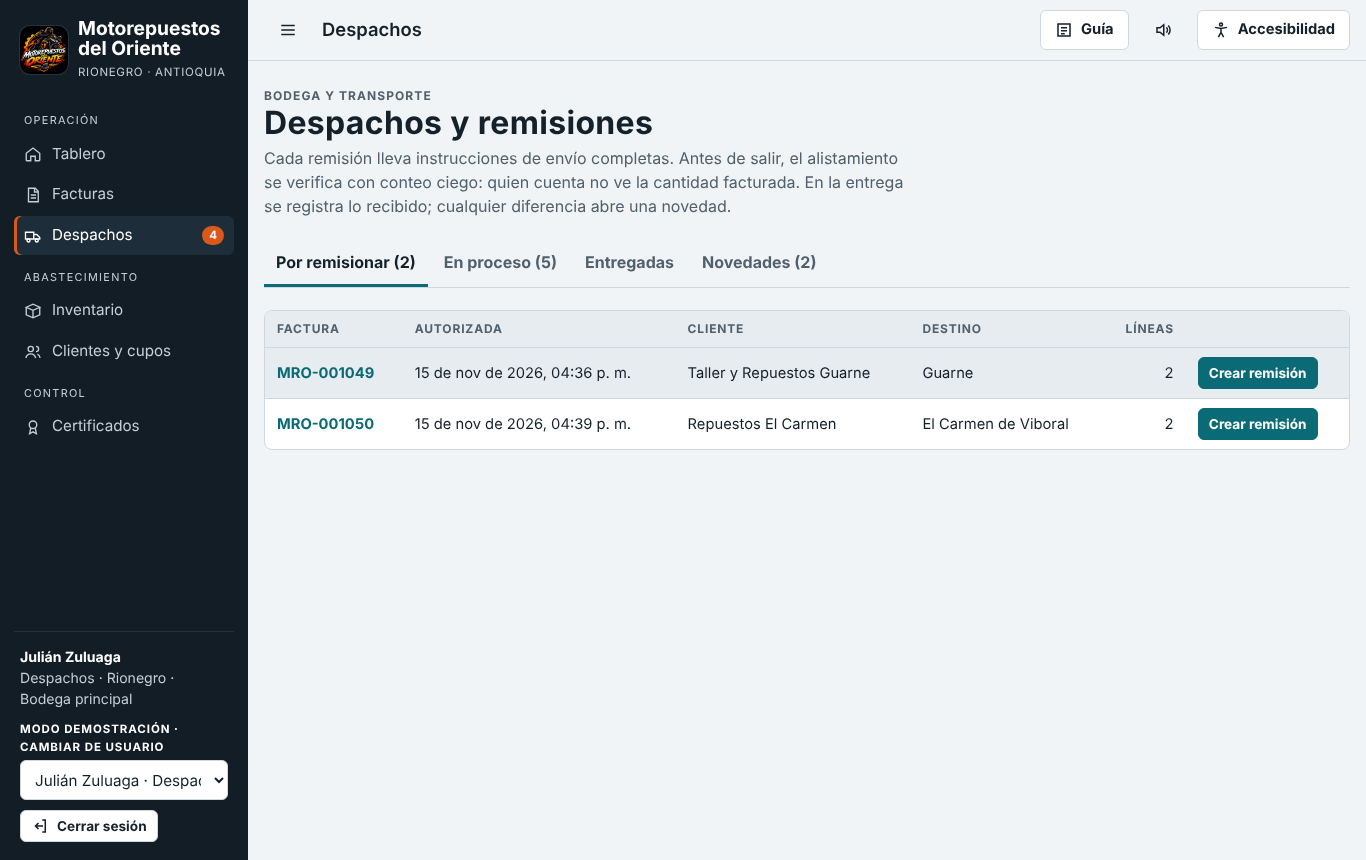 Motorepuestos
del Oriente
RIONEGRO · ANTIOQUIA
MOTOREPUESTOS
ORIENTE
OPERACIÓN
Tablero
Facturas
Despachos 4
ABASTECIMIENTO
Inventario
Clientes y cupos
CONTROL
Certificados
Julián Zuluaga
Despachos · Rionegro ·
Bodega principal
MODO DEMOSTRACIÓN ·
CAMBIAR DE USUARIO
Julián Zuluaga · Despac
Cerrar sesión
Despachos
Guía
Accesibilidad
BODEGA Y TRANSPORTE
Despachos y remisiones
Cada remisión lleva instrucciones de envío completas. Antes de salir, el alistamiento
se verifica con conteo ciego: quien cuenta no ve la cantidad facturada. En la entrega
se registra lo recibido; cualquier diferencia abre una novedad.
Por remisionar (2) En proceso (5) Entregadas Novedades (2)
FACTURA AUTORIZADA CLIENTE DESTINO LÍNEAS
MRO-001049 15 de nov de 2026, 04:36 p. m. Taller y Repuestos Guarne Guarne 2 Crear remisión
MRO-001050 15 de nov de 2026, 04:39 p. m. Repuestos El Carmen El Carmen de Viboral 2 Crear remisión